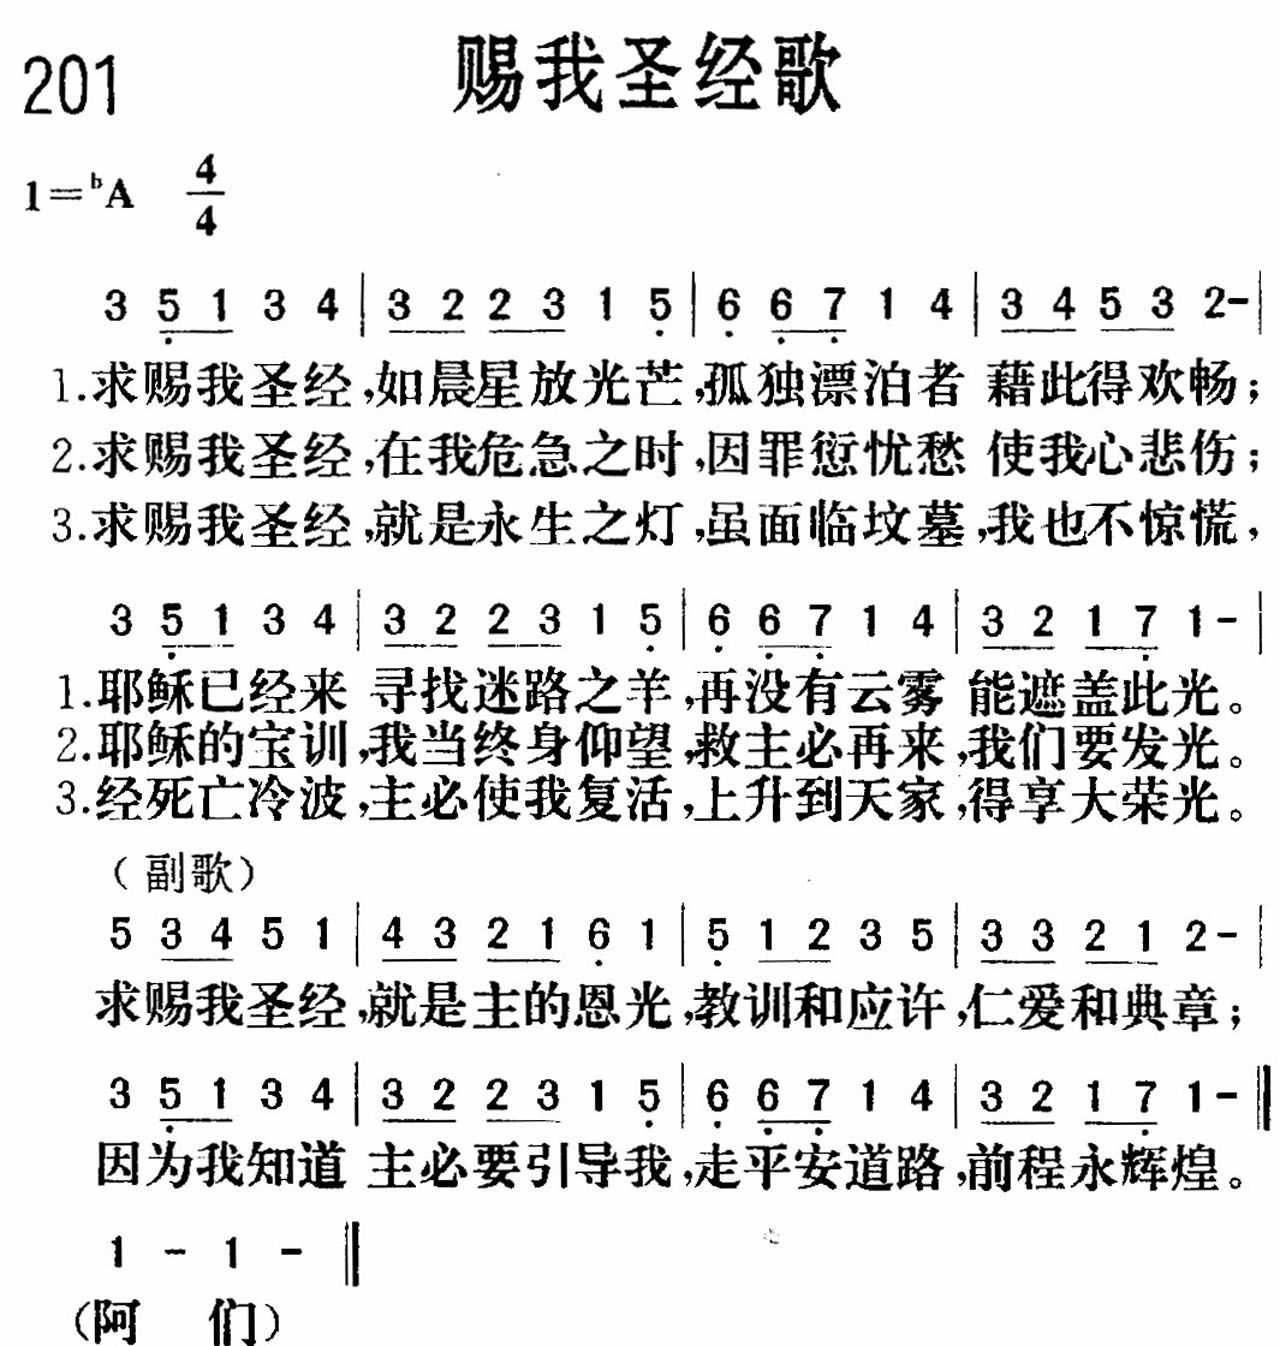 201
赐我圣经歌
1=ᵇA 4/4
3 5̣ 1 3 4 | 3 2 2 3 1 5̣ | 6̣ 6̣ 7̣ 1 4 | 3 4 5 3 2- |
1.求赐我圣经,如晨星放光芒,孤独漂泊者 藉此得欢畅;
2.求赐我圣经,在我危急之时,因罪愆忧愁 使我心悲伤;
3.求赐我圣经,就是永生之灯,虽面临坟墓,我也不惊慌,
3 5̣ 1 3 4 | 3 2 2 3 1 5̣ | 6̣ 6̣ 7̣ 1 4 | 3 2 1 7̣ 1- |
1.耶稣已经来 寻找迷路之羊,再没有云雾 能遮盖此光。
2.耶稣的宝训,我当终身仰望,救主必再来,我们要发光。
3.经死亡冷波,主必使我复活,上升到天家,得享大荣光。
(副歌)
5 3 4 5 1 | 4 3 2 1 6̣ 1 | 5̣ 1 2 3 5 | 3 3 2 1 2- |
求赐我圣经,就是主的恩光,教训和应许,仁爱和典章;
3 5̣ 1 3 4 | 3 2 2 3 1 5̣ | 6̣ 6̣ 7̣ 1 4 | 3 2 1 7̣ 1- ‖
因为我知道 主必要引导我,走平安道路,前程永辉煌。
1 - 1 - ‖
(阿 们)